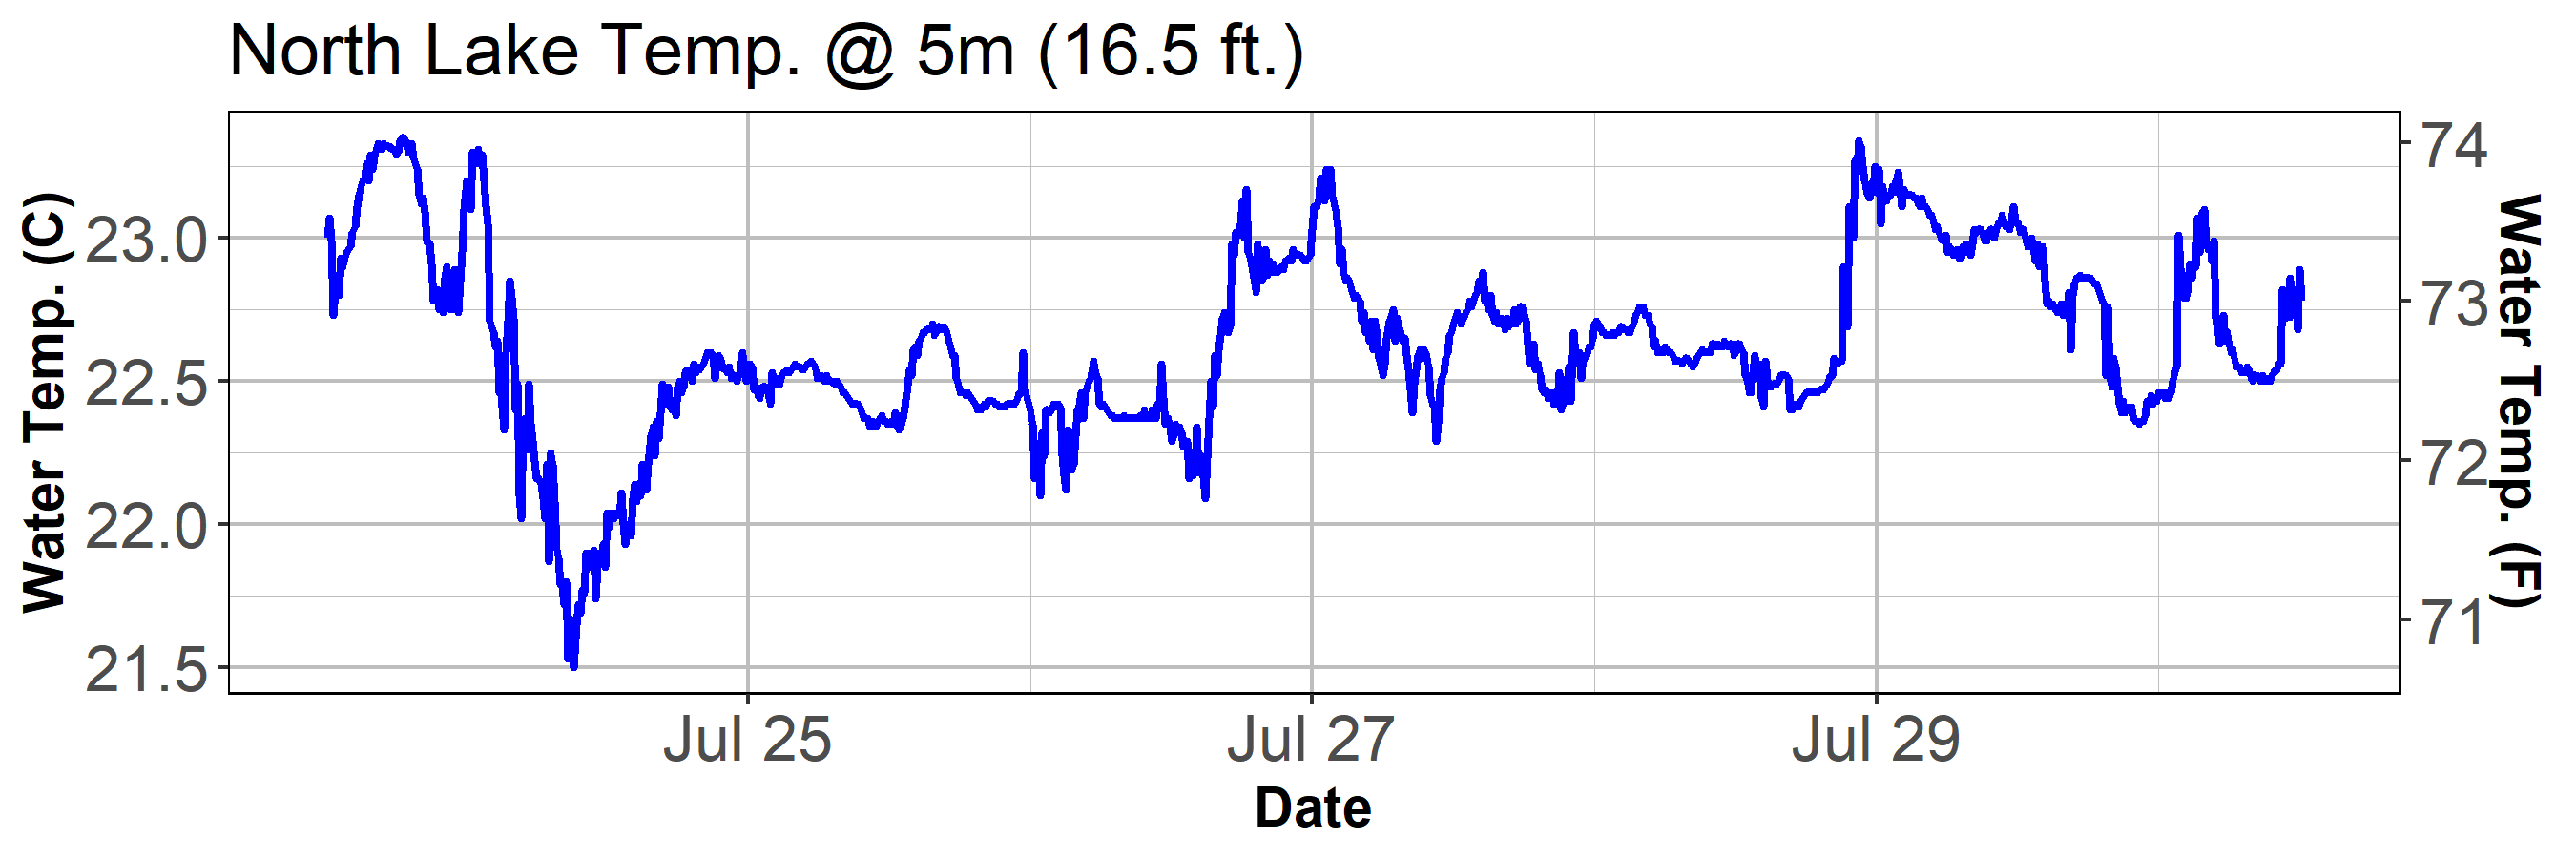 North Lake Temp. @ 5m (16.5 ft.)
Water Temp. (C)
23.0
22.5
22.0
21.5
74
73
72
71
Water Temp. (F)
Jul 25
Jul 27
Jul 29
Date